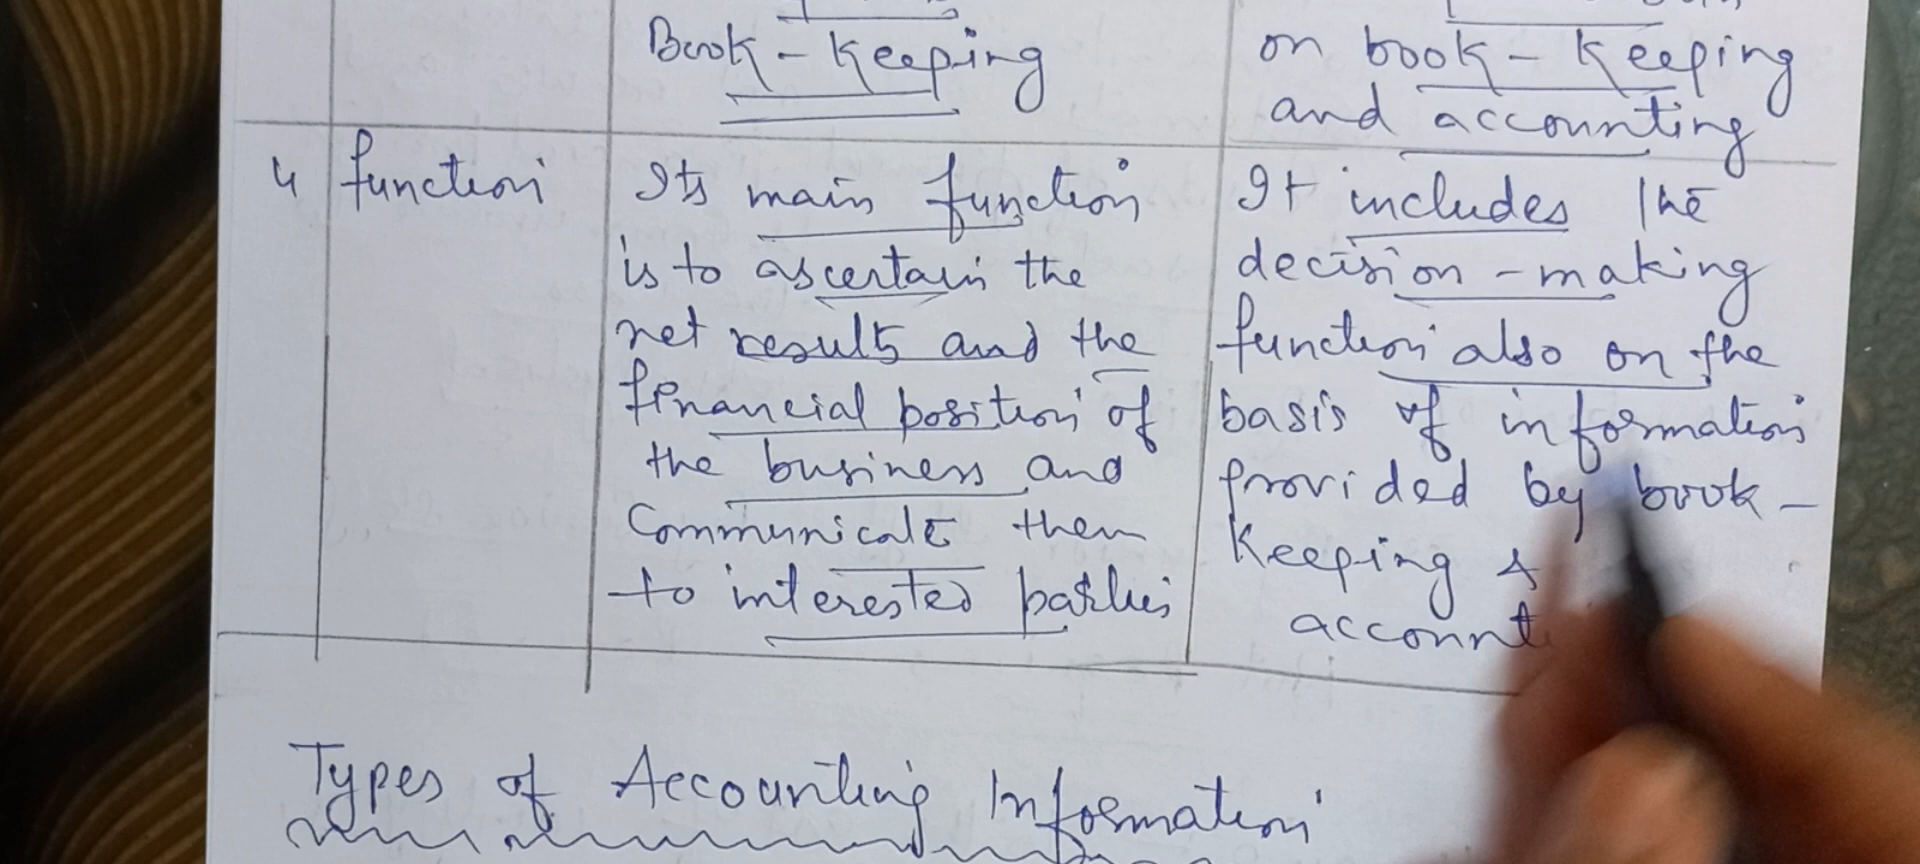 Book - Keeping
on book - Keeping
and accounting
4 function
Its main function
is to ascertain the
net results and the
financial position of
the business and
Communicate them
to interested parties
It includes the
decision - making
function also on the
basis of information
provided by book -
Keeping &
account
Types of Accounting Information